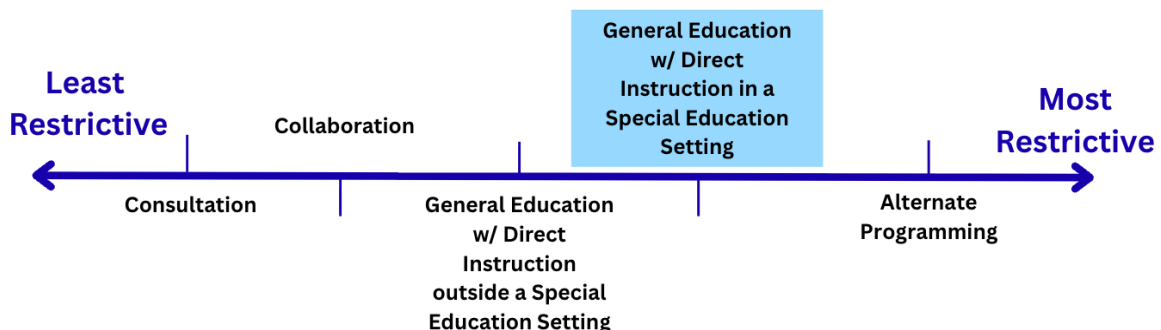 Least
Restrictive
Consultation
Collaboration
General Education
w/ Direct
Instruction
outside a Special
Education Setting
General Education
w/ Direct
Instruction in a
Special Education
Setting
Alternate
Programming
Most
Restrictive